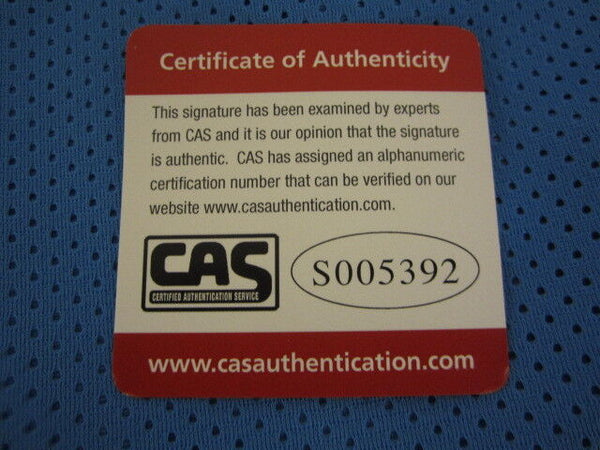 Certificate of Authenticity
This signature has been examined by experts
from CAS and it is our opinion that the signature
is authentic. CAS has assigned an alphanumeric
certification number that can be verified on our
website www.casauthentication.com.
CAS
CERTIFIED AUTHENTICATION SERVICE
S005392
www.casauthentication.com